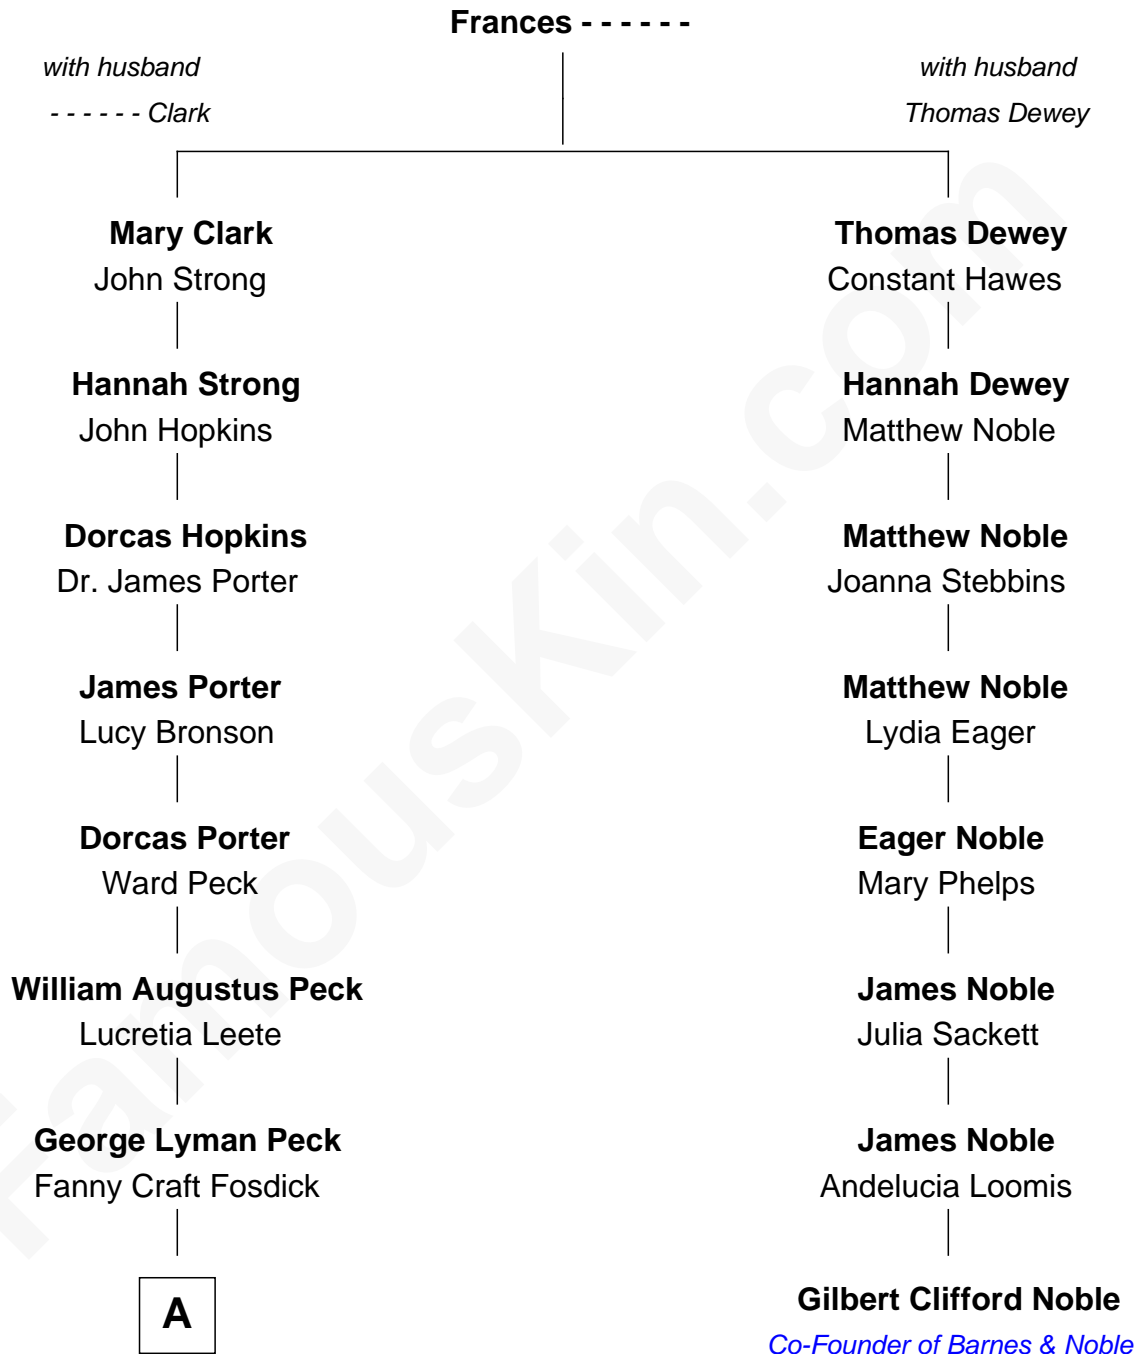 Frances - - - - - -
with husband
- - - - - - Clark
with husband
Thomas Dewey
Mary Clark
John Strong
Thomas Dewey
Constant Hawes
Hannah Strong
John Hopkins
Hannah Dewey
Matthew Noble
Dorcas Hopkins
Dr. James Porter
Matthew Noble
Joanna Stebbins
James Porter
Lucy Bronson
Matthew Noble
Lydia Eager
Dorcas Porter
Ward Peck
Eager Noble
Mary Phelps
William Augustus Peck
Lucretia Leete
James Noble
Julia Sackett
George Lyman Peck
Fanny Craft Fosdick
James Noble
Andelucia Loomis
A
Gilbert Clifford Noble
Co-Founder of Barnes & Noble
FamousKin.com